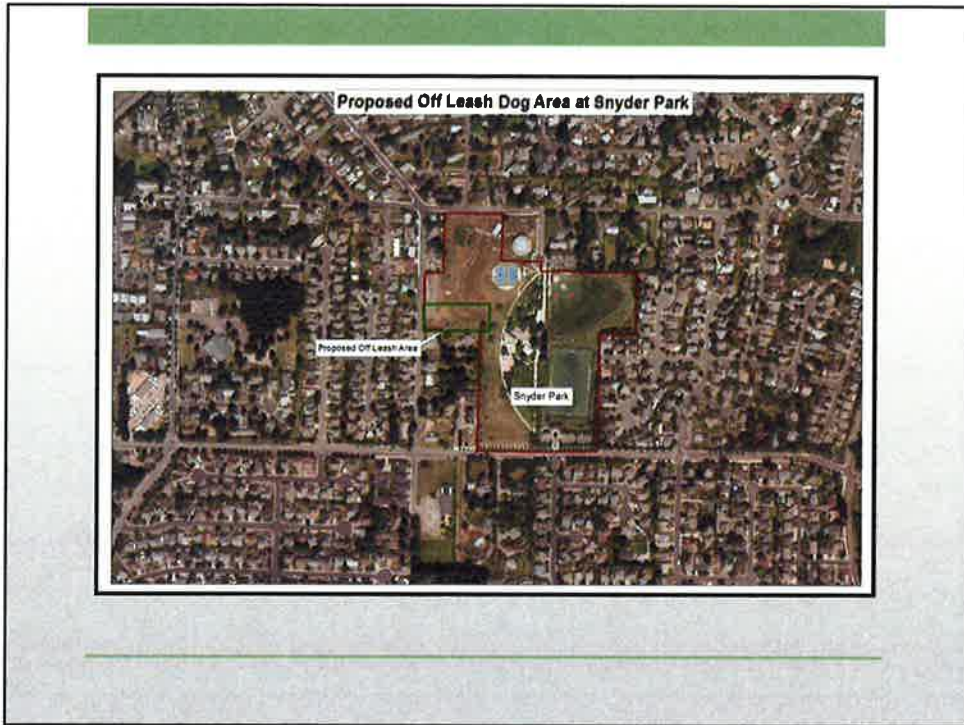 Proposed Off Leash Dog Area at Snyder Park
Proposed Off Leash Area
Snyder Park